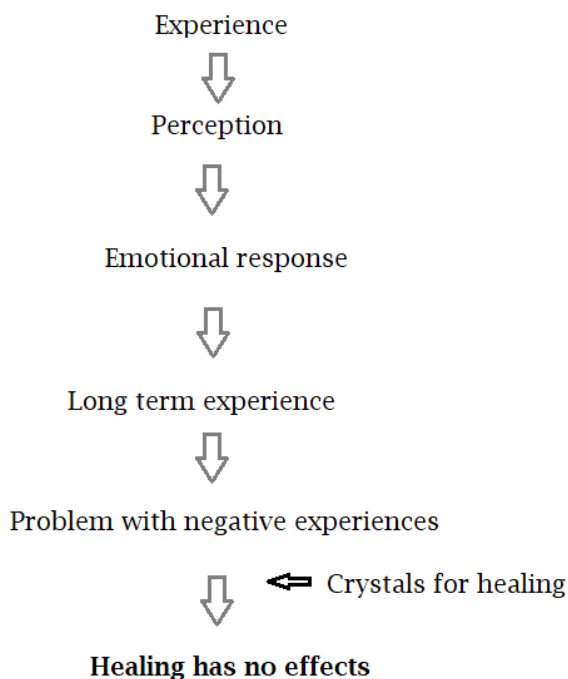 Experience
Perception
Emotional response
Long term experience
Problem with negative experiences
Crystals for healing
Healing has no effects